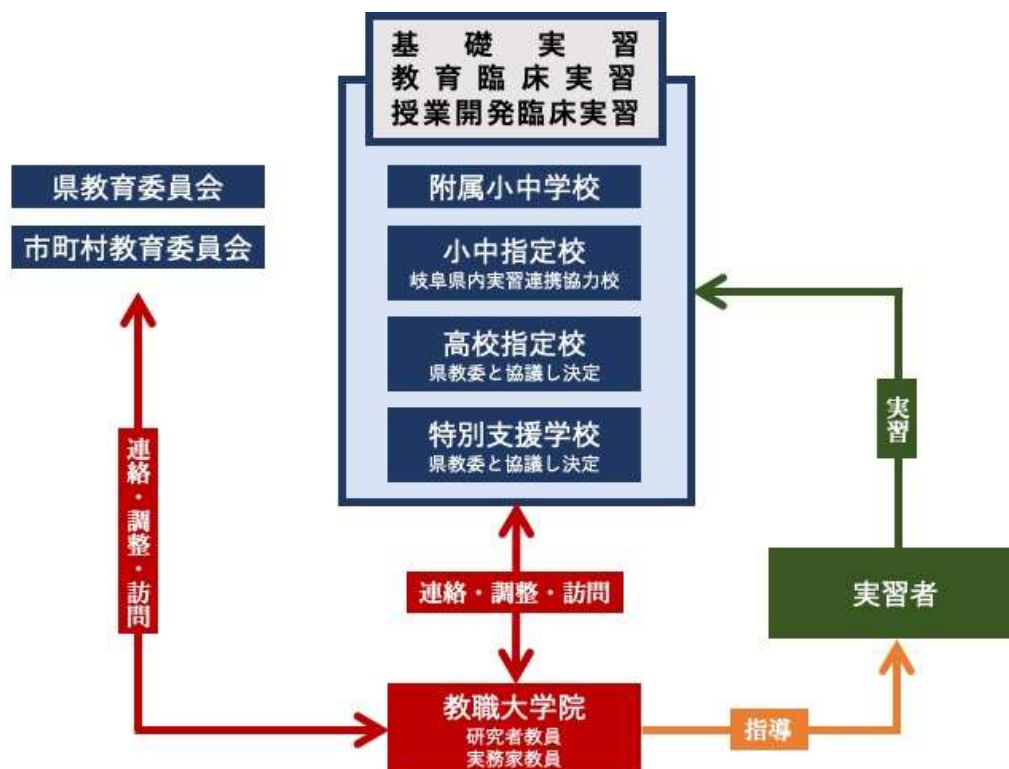 基礎実習
教育臨床実習
授業開発臨床実習
県教育委員会
市町村教育委員会
附属小中学校
小中指定校
岐阜県内実習連携協力校
高校指定校
県教委と協議し決定
特別支援学校
県教委と協議し決定
連絡・調整・訪問
連絡・調整・訪問
実習
実習者
教職大学院
研究者教員
実務家教員
指導